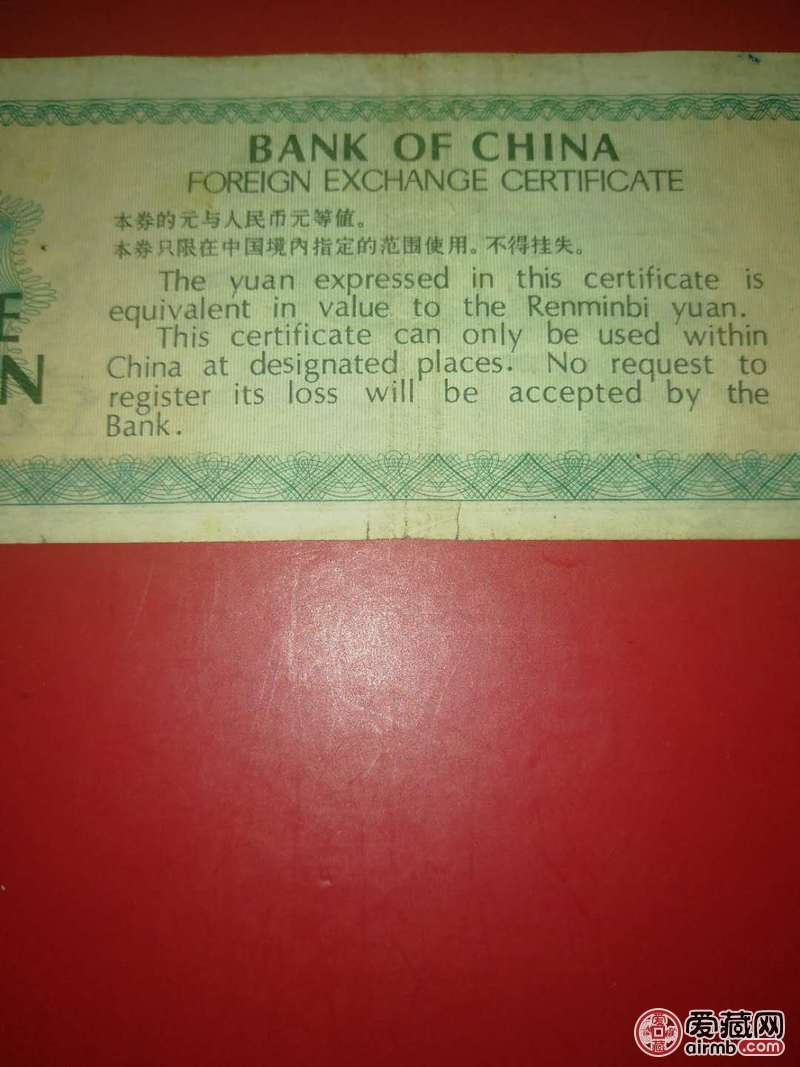 BANK OF CHINA
FOREIGN EXCHANGE CERTIFICATE
本券的元与人民币元等值。
本券只限在中国境内指定的范围使用。不得挂失。
The yuan expressed in this certificate is
equivalent in value to the Renminbi yuan.
This certificate can only be used within
China at designated places. No request to
register its loss will be accepted by the
Bank.
E
N
爱藏网
airmb.com